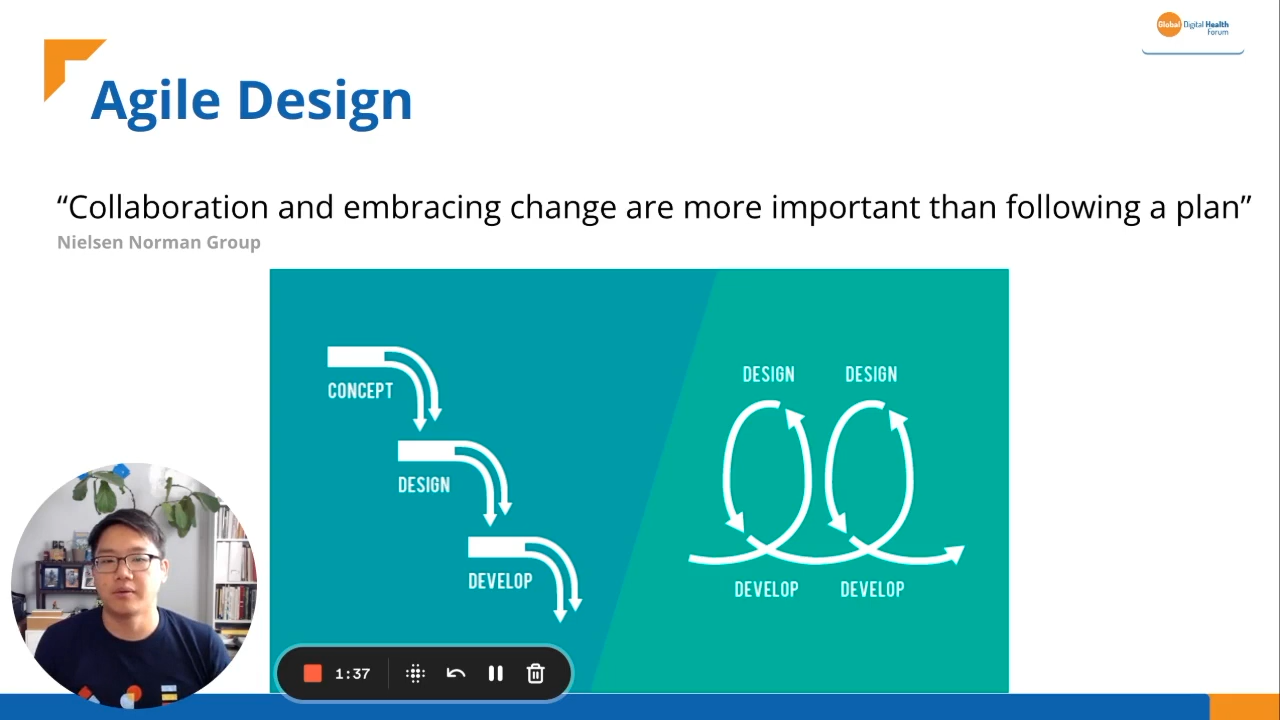 Global Digital Health
Forum
Agile Design
“Collaboration and embracing change are more important than following a plan”
Nielsen Norman Group
CONCEPT
DESIGN
DEVELOP
DESIGN DESIGN
DEVELOP DEVELOP
1:37